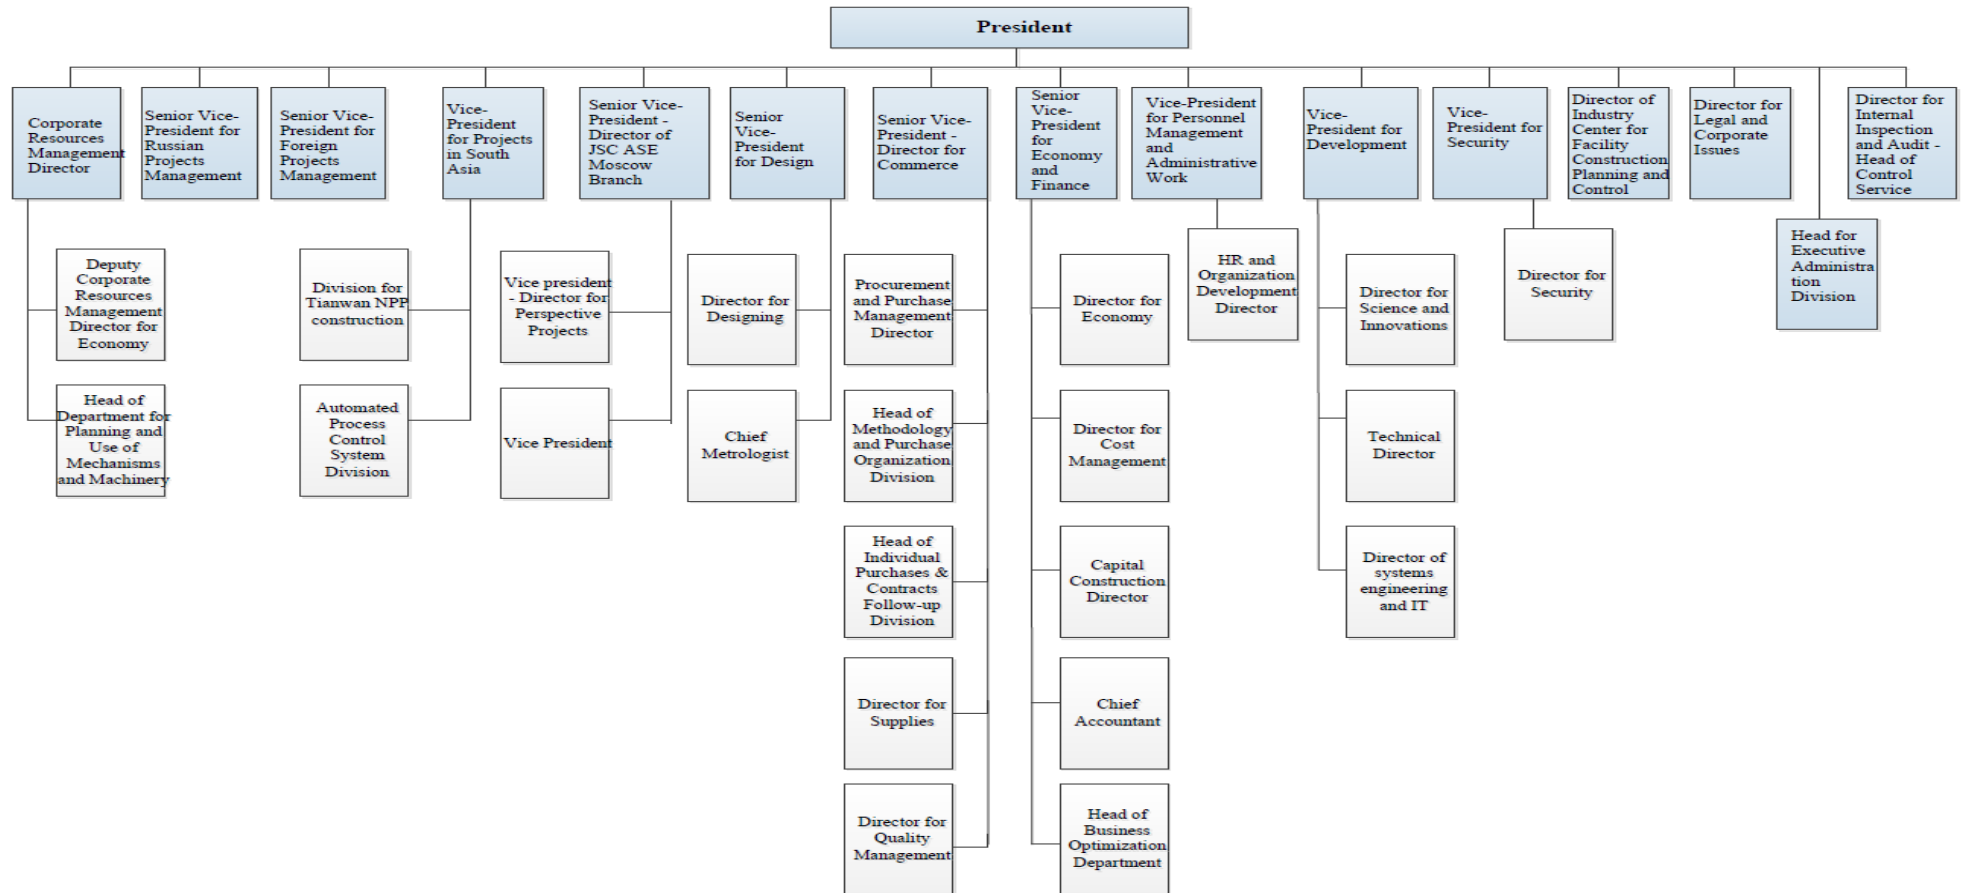 President
Corporate
Resources
Management
Director
Senior Vice-
President for
Russian
Projects
Management
Senior Vice-
President for
Foreign
Projects
Management
Vice-
President
for Projects
in South
Asia
Senior Vice-
President -
Director of
JSC ASE
Moscow
Branch
Senior
Vice-
President
for Design
Senior Vice-
President -
Director for
Commerce
Senior
Vice-
President
for
Economy
and
Finance
Vice-President
for Personnel
Management
and
Administrative
Work
Vice-
President for
Development
Vice-
President for
Security
Director of
Industry
Center for
Facility
Construction
Planning and
Control
Director for
Legal and
Corporate
Issues
Director for
Internal
Inspection
and Audit -
Head of
Control
Service
Head for
Executive
Administra
tion
Division
Deputy
Corporate
Resources
Management
Director for
Economy
Head of
Department for
Planning and
Use of
Mechanisms
and Machinery
Division for
Tianwan NPP
construction
Automated
Process
Control
System
Division
Vice president
- Director for
Perspective
Projects
Vice President
Director for
Designing
Chief
Metrologist
Procurement
and Purchase
Management
Director
Head of
Methodology
and Purchase
Organization
Division
Head of
Individual
Purchases &
Contracts
Follow-up
Division
Director for
Supplies
Director for
Quality
Management
Director for
Economy
Director for
Cost
Management
Capital
Construction
Director
Chief
Accountant
Head of
Business
Optimization
Department
HR and
Organization
Development
Director
Director for
Science and
Innovations
Technical
Director
Director of
systems
engineering
and IT
Director for
Security